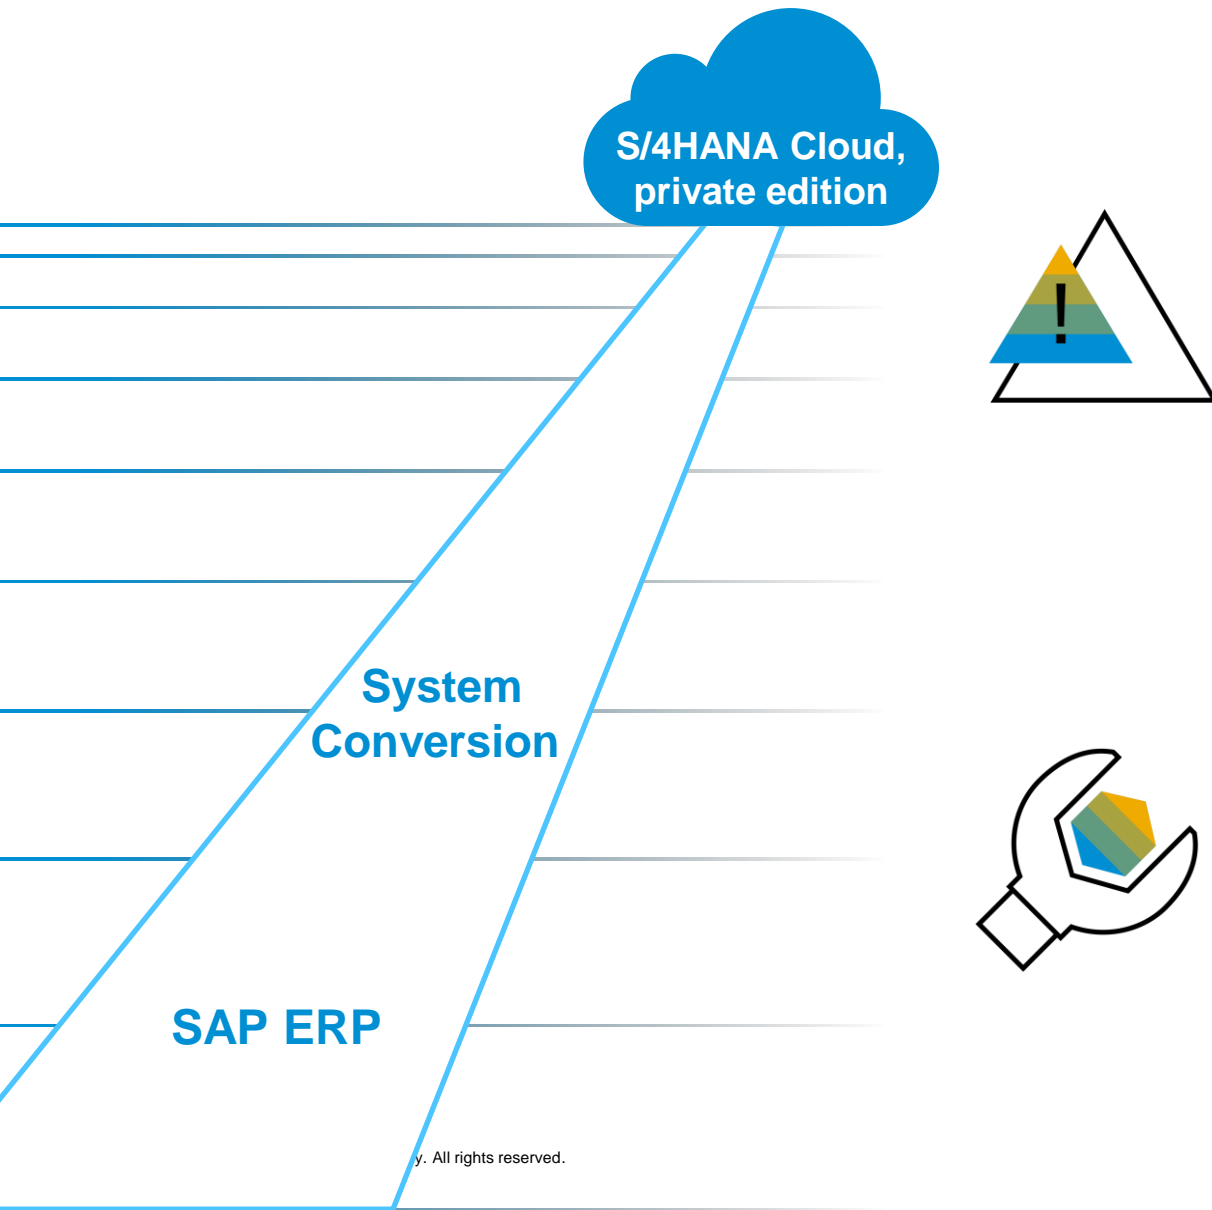 S/4HANA Cloud,
private edition
!
System
Conversion
SAP ERP
y. All rights reserved.